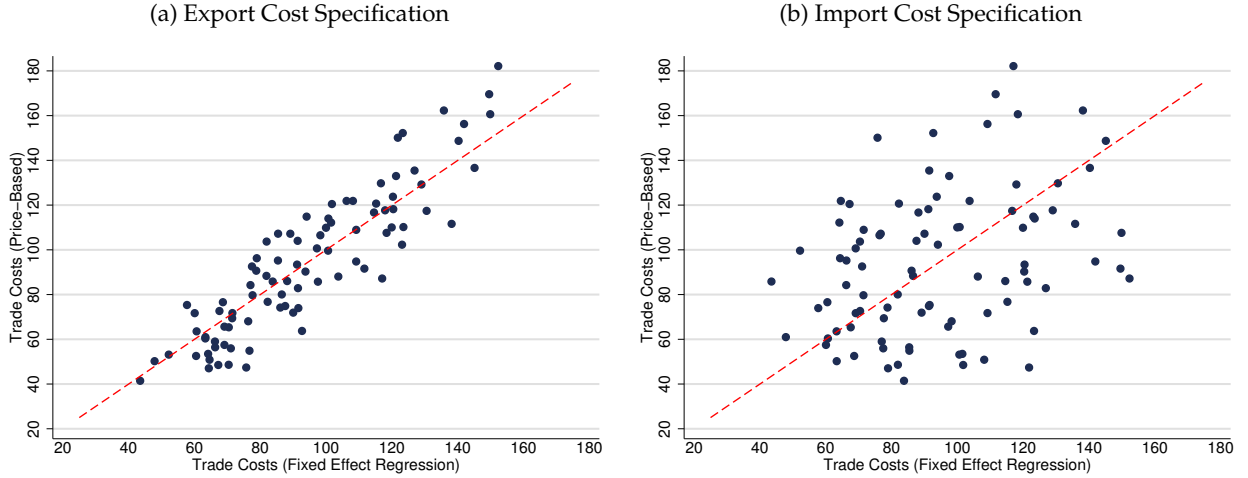 (a) Export Cost Specification
Trade Costs (Price−Based)
180
160
140
120
100
80
60
40
20
20 40 60 80 100 120 140 160 180
Trade Costs (Fixed Effect Regression)
(b) Import Cost Specification
Trade Costs (Price−Based)
180
160
140
120
100
80
60
40
20
20 40 60 80 100 120 140 160 180
Trade Costs (Fixed Effect Regression)